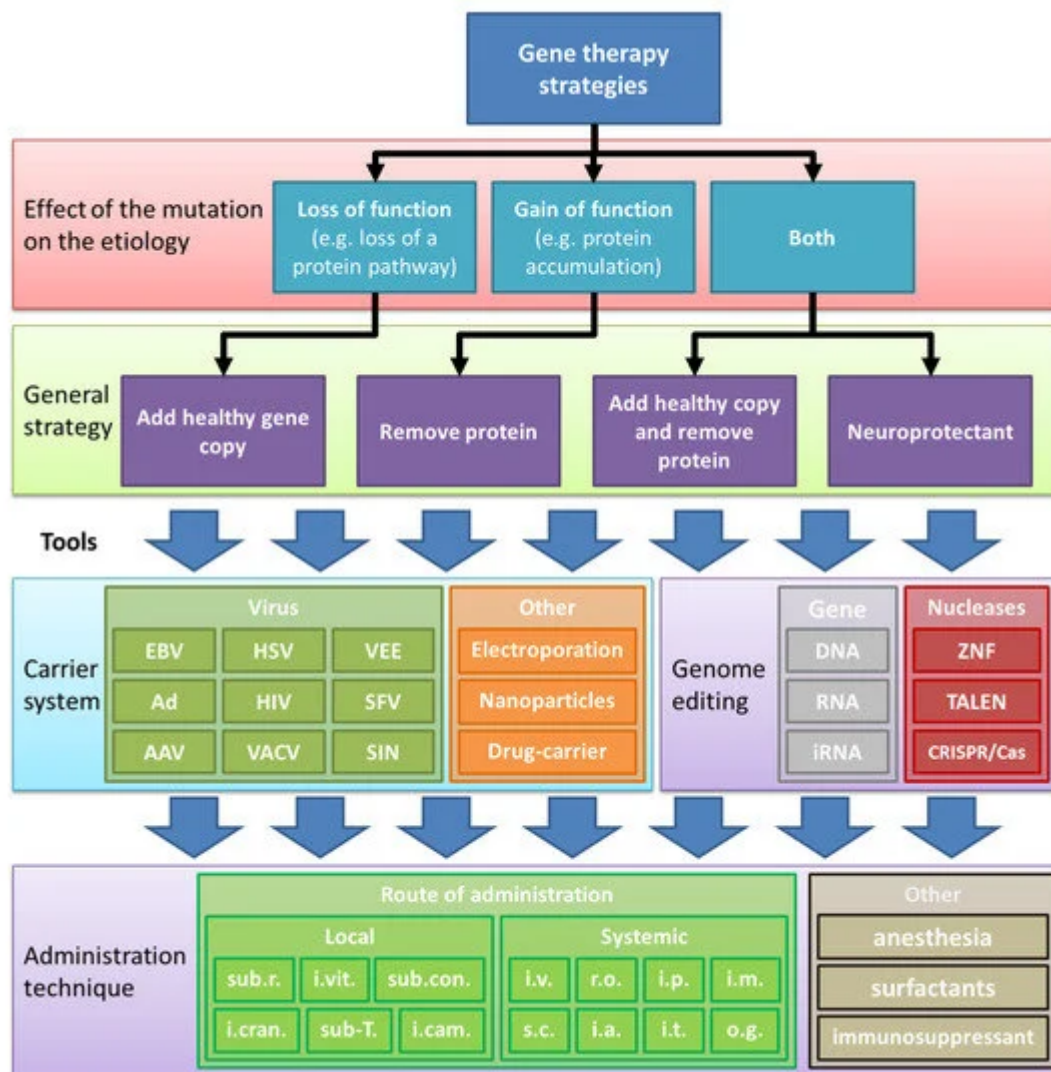 Gene therapy
strategies
Effect of the mutation
on the etiology
Loss of function
(e.g. loss of a
protein pathway)
Gain of function
(e.g. protein
accumulation)
Both
General
strategy
Add healthy gene
copy
Remove protein
Add healthy copy
and remove
protein
Neuroprotectant
Tools
Carrier
system
Virus
EBV HSV VEE
Ad HIV SFV
AAV VACV SIN
Other
Electroporation
Nanoparticles
Drug-carrier
Genome
editing
Gene
DNA
RNA
iRNA
Nucleases
ZNF
TALEN
CRISPR/Cas
Administration
technique
Route of administration
Local
sub.r. i.vit. sub.con.
i.cran. sub-T. i.cam.
Systemic
i.v. r.o. i.p. i.m.
s.c. i.a. i.t. o.g.
Other
anesthesia
surfactants
immunosuppressant